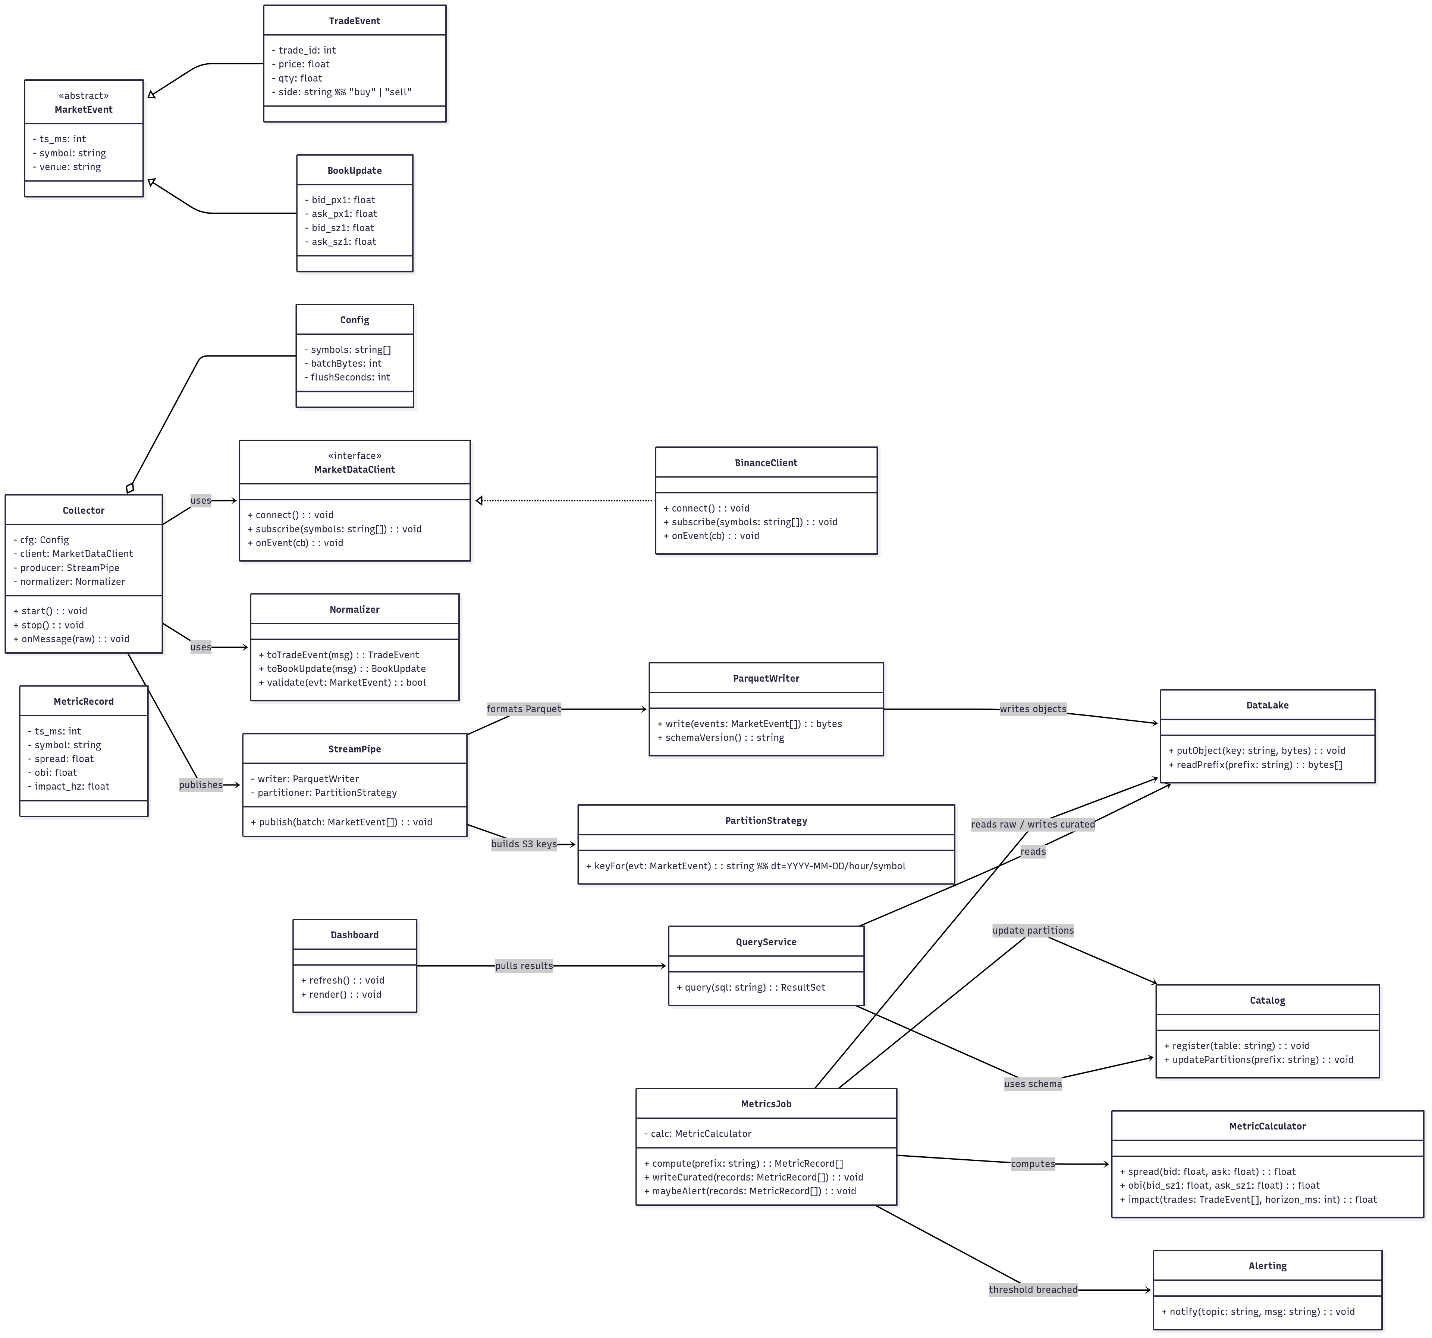 TradeEvent
- trade_id: int
- price: float
- qty: float
- side: string %% "buy" | "sell"
«abstract»
MarketEvent
- ts_ms: int
- symbol: string
- venue: string
BookUpdate
- bid_px1: float
- ask_px1: float
- bid_sz1: float
- ask_sz1: float
Config
- symbols: string[]
- batchBytes: int
- flushSeconds: int
«interface»
MarketDataClient
+ connect() : : void
+ subscribe(symbols: string[]) : : void
+ onEvent(cb) : : void
BinanceClient
+ connect() : : void
+ subscribe(symbols: string[]) : : void
+ onEvent(cb) : : void
Collector
- cfg: Config
- client: MarketDataClient
- producer: StreamPipe
- normalizer: Normalizer
+ start() : : void
+ stop() : : void
+ onMessage(raw) : : void
uses
uses
publishes
Normalizer
+ toTradeEvent(msg) : : TradeEvent
+ toBookUpdate(msg) : : BookUpdate
+ validate(evt: MarketEvent) : : bool
MetricRecord
- ts_ms: int
- symbol: string
- spread: float
- obi: float
- impact_hz: float
StreamPipe
- writer: ParquetWriter
- partitioner: PartitionStrategy
+ publish(batch: MarketEvent[]) : : void
formats Parquet
builds S3 keys
ParquetWriter
+ write(events: MarketEvent[]) : : bytes
+ schemaVersion() : : string
writes objects
DataLake
+ putObject(key: string, bytes) : : void
+ readPrefix(prefix: string) : : bytes[]
PartitionStrategy
+ keyFor(evt: MarketEvent) : : string %% dt=YYYY-MM-DD/hour/symbol
reads raw / writes curated
reads
Dashboard
+ refresh() : : void
+ render() : : void
pulls results
QueryService
+ query(sql: string) : : ResultSet
update partitions
uses schema
Catalog
+ register(table: string) : : void
+ updatePartitions(prefix: string) : : void
MetricsJob
- calc: MetricCalculator
+ compute(prefix: string) : : MetricRecord[]
+ writeCurated(records: MetricRecord[]) : : void
+ maybeAlert(records: MetricRecord[]) : : void
computes
MetricCalculator
+ spread(bid: float, ask: float) : : float
+ obi(bid_sz1: float, ask_sz1: float) : : float
+ impact(trades: TradeEvent[], horizon_ms: int) : : float
threshold breached
Alerting
+ notify(topic: string, msg: string) : : void